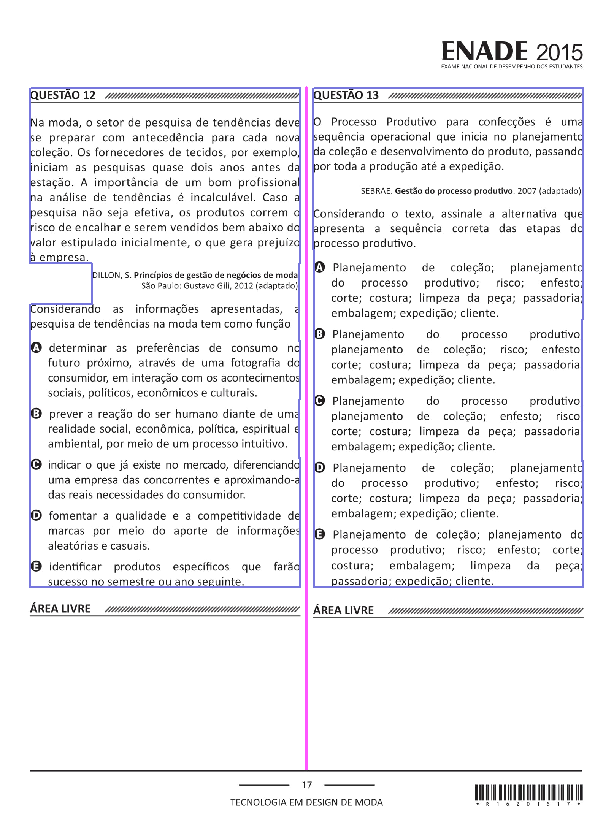 ENADE 2015
EXAME NACIONAL DE DESEMPENHO DOS ESTUDANTES
QUESTÃO 12
Na moda, o setor de pesquisa de tendências deve
se preparar com antecedência para cada nova
coleção. Os fornecedores de tecidos, por exemplo,
iniciam as pesquisas quase dois anos antes da
estação. A importância de um bom profissional
na análise de tendências é incalculável. Caso a
pesquisa não seja efetiva, os produtos correm o
risco de encalhar e serem vendidos bem abaixo do
valor estipulado inicialmente, o que gera prejuízo
à empresa.
DILLON, S. Princípios de gestão de negócios de moda.
São Paulo: Gustavo Gili, 2012 (adaptado).
Considerando as informações apresentadas, a
pesquisa de tendências na moda tem como função
A determinar as preferências de consumo no
futuro próximo, através de uma fotografia do
consumidor, em interação com os acontecimentos
sociais, políticos, econômicos e culturais.
B prever a reação do ser humano diante de uma
realidade social, econômica, política, espiritual e
ambiental, por meio de um processo intuitivo.
C indicar o que já existe no mercado, diferenciando
uma empresa das concorrentes e aproximando-a
das reais necessidades do consumidor.
D fomentar a qualidade e a competitividade de
marcas por meio do aporte de informações
aleatórias e casuais.
E identificar produtos específicos que farão
sucesso no semestre ou ano seguinte.
ÁREA LIVRE
QUESTÃO 13
O Processo Produtivo para confecções é uma
sequência operacional que inicia no planejamento
da coleção e desenvolvimento do produto, passando
por toda a produção até a expedição.
SEBRAE. Gestão do processo produtivo, 2007 (adaptado).
Considerando o texto, assinale a alternativa que
apresenta a sequência correta das etapas do
processo produtivo.
A Planejamento de coleção; planejamento
do processo produtivo; risco; enfesto;
corte; costura; limpeza da peça; passadoria;
embalagem; expedição; cliente.
B Planejamento do processo produtivo;
planejamento de coleção; risco; enfesto;
corte; costura; limpeza da peça; passadoria;
embalagem; expedição; cliente.
C Planejamento do processo produtivo;
planejamento de coleção; enfesto; risco;
corte; costura; limpeza da peça; passadoria;
embalagem; expedição; cliente.
D Planejamento de coleção; planejamento
do processo produtivo; enfesto; risco;
corte; costura; limpeza da peça; passadoria;
embalagem; expedição; cliente.
E Planejamento de coleção; planejamento do
processo produtivo; risco; enfesto; corte;
costura; embalagem; limpeza da peça;
passadoria; expedição; cliente.
ÁREA LIVRE
17
TECNOLOGIA EM DESIGN DE MODA
*R16201517*